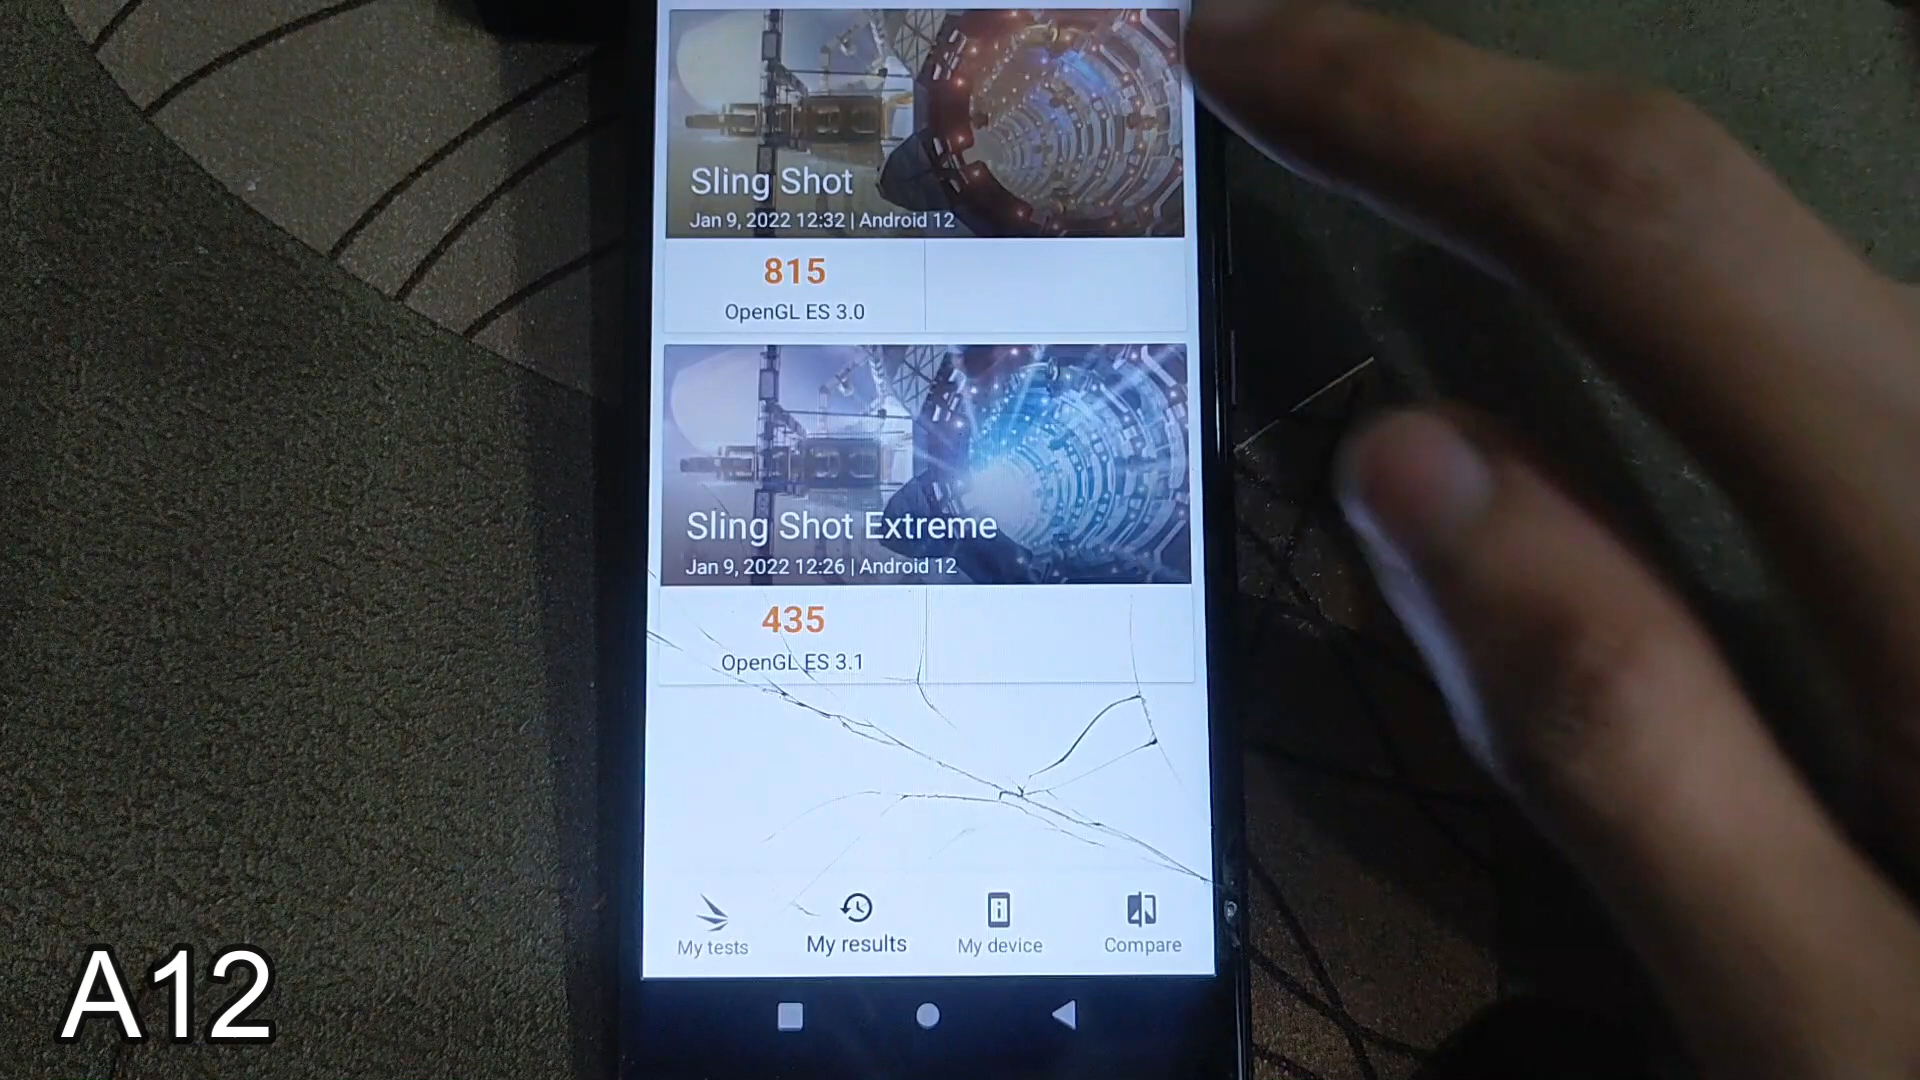 Sling Shot
Jan 9, 2022 12:32 | Android 12
815
OpenGL ES 3.0
Sling Shot Extreme
Jan 9, 2022 12:26 | Android 12
435
OpenGL ES 3.1
My tests
My results
My device
Compare
A12